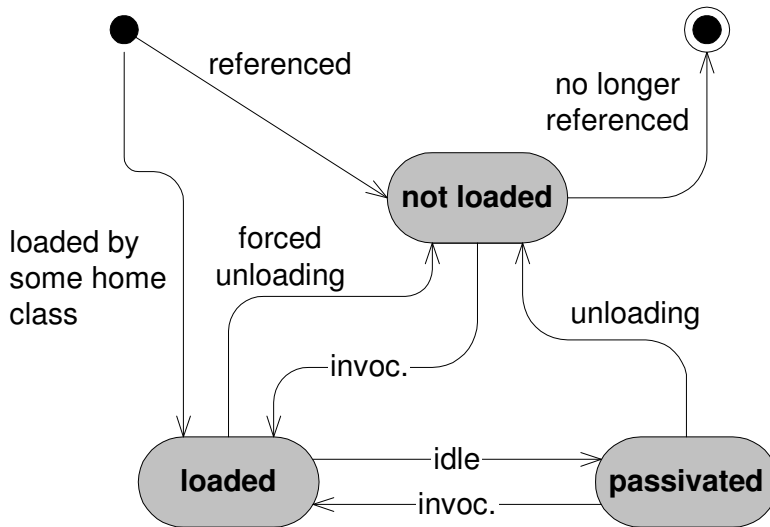 referenced
no longer
referenced
not loaded
loaded by
some home
class
forced
unloading
unloading
invoc.
loaded
idle
passivated
invoc.